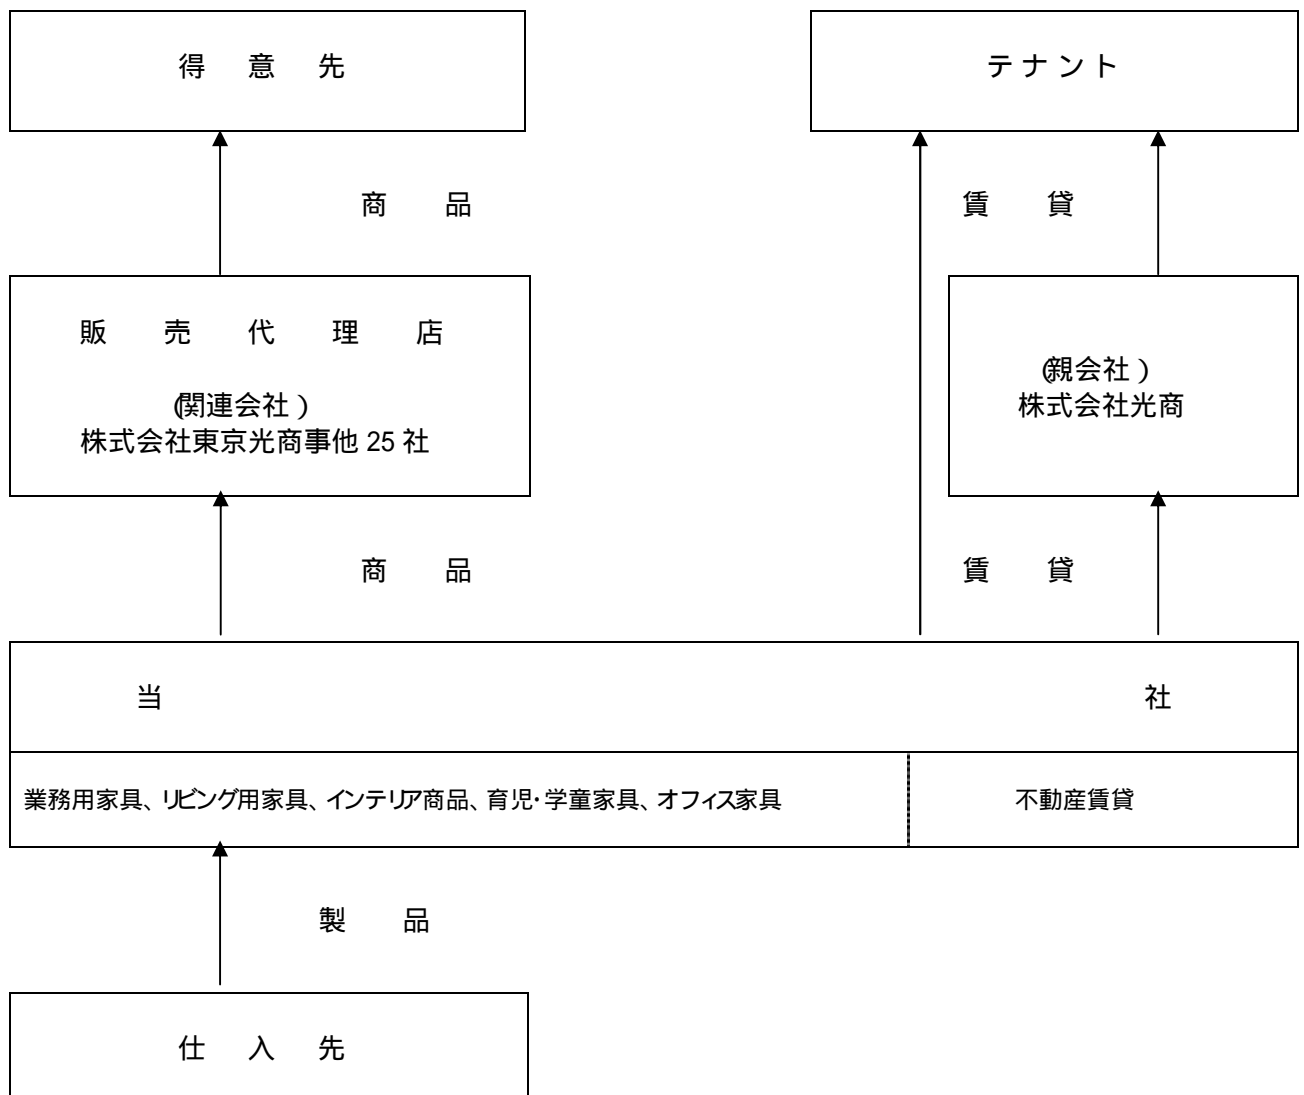 得 意 先
テ ナ ン ト
商 品
賃 貸
販 売 代 理 店
(関連会社)
株式会社東京光商事他 25 社
(親会社)
株式会社光商
商 品
賃 貸
当 社
業務用家具、リビング用家具、インテリア商品、育児・学童家具、オフィス家具
不動産賃貸
製 品
仕 入 先